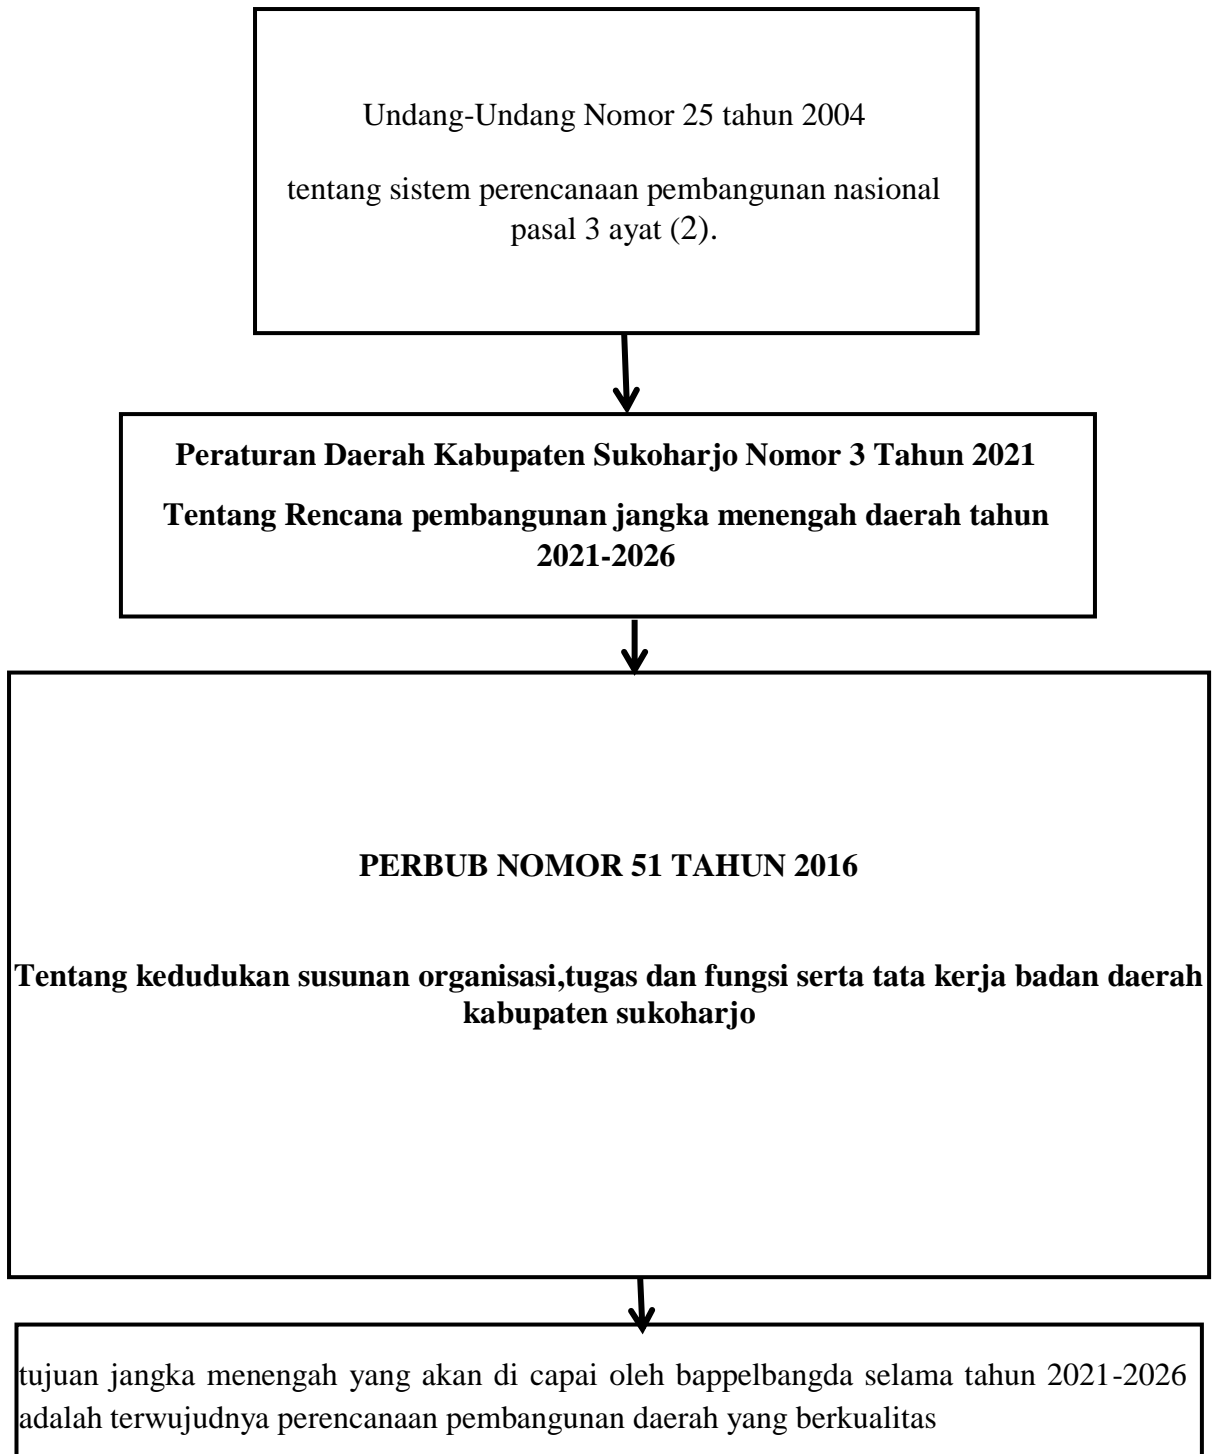 Undang-Undang Nomor 25 tahun 2004
tentang sistem perencanaan pembangunan nasional
pasal 3 ayat (2).
Peraturan Daerah Kabupaten Sukoharjo Nomor 3 Tahun 2021
Tentang Rencana pembangunan jangka menengah daerah tahun
2021-2026
PERBUB NOMOR 51 TAHUN 2016
Tentang kedudukan susunan organisasi,tugas dan fungsi serta tata kerja badan daerah
kabupaten sukoharjo
tujuan jangka menengah yang akan di capai oleh bappelbangda selama tahun 2021-2026
adalah terwujudnya perencanaan pembangunan daerah yang berkualitas